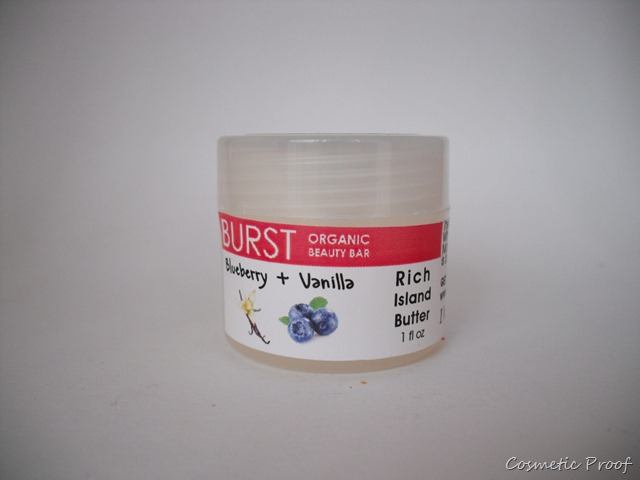 BURST
ORGANIC
BEAUTY BAR
Blueberry + Vanilla
Rich
Island
Butter
1 fl oz
Cosmetic Proof